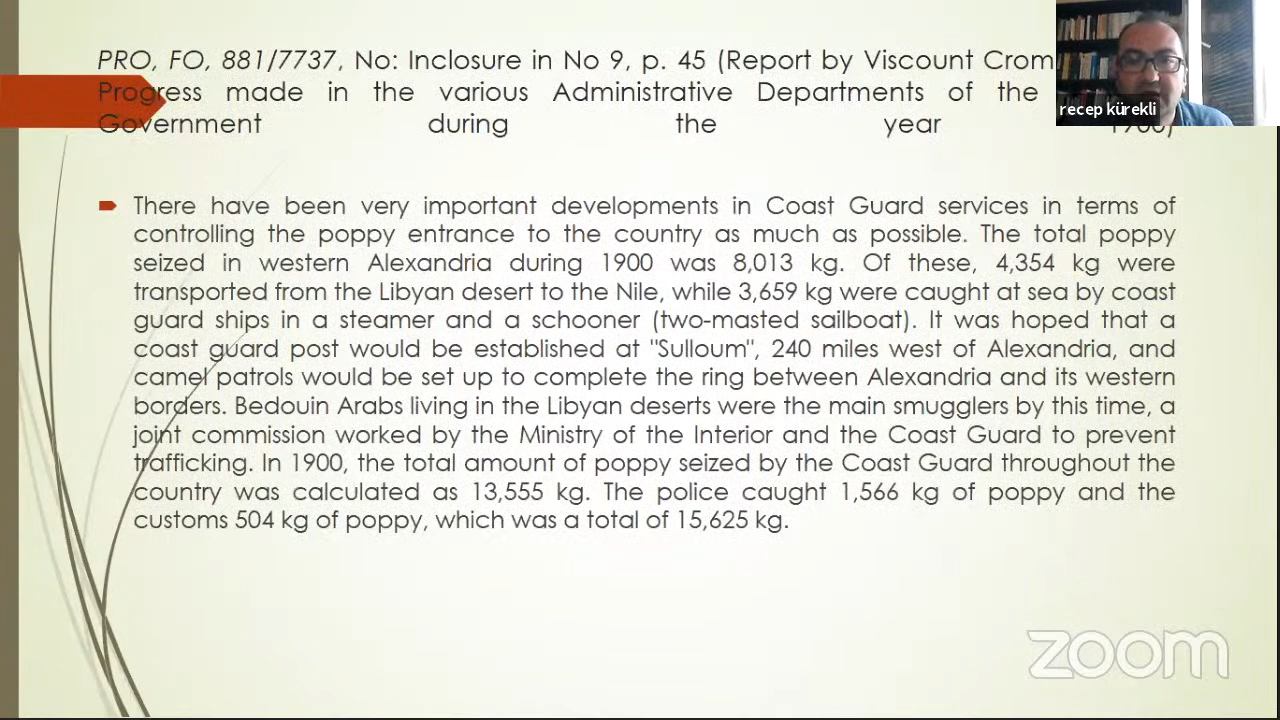 PRO, FO, 881/7737, No: Inclosure in No 9, p. 45 (Report by Viscount
Progress made in the various Administrative Departments of the
Government during the year
recep kürekli
There have been very important developments in Coast Guard services in terms of
controlling the poppy entrance to the country as much as possible. The total poppy
seized in western Alexandria during 1900 was 8,013 kg. Of these, 4,354 kg were
transported from the Libyan desert to the Nile, while 3,659 kg were caught at sea by coast
guard ships in a steamer and a schooner (two-masted sailboat). It was hoped that a
coast guard post would be established at "Sulloum", 240 miles west of Alexandria, and
camel patrols would be set up to complete the ring between Alexandria and its western
borders. Bedouin Arabs living in the Libyan deserts were the main smugglers by this time, a
joint commission worked by the Ministry of the Interior and the Coast Guard to prevent
trafficking. In 1900, the total amount of poppy seized by the Coast Guard throughout the
country was calculated as 13,555 kg. The police caught 1,566 kg of poppy and the
customs 504 kg of poppy, which was a total of 15,625 kg.
zoom